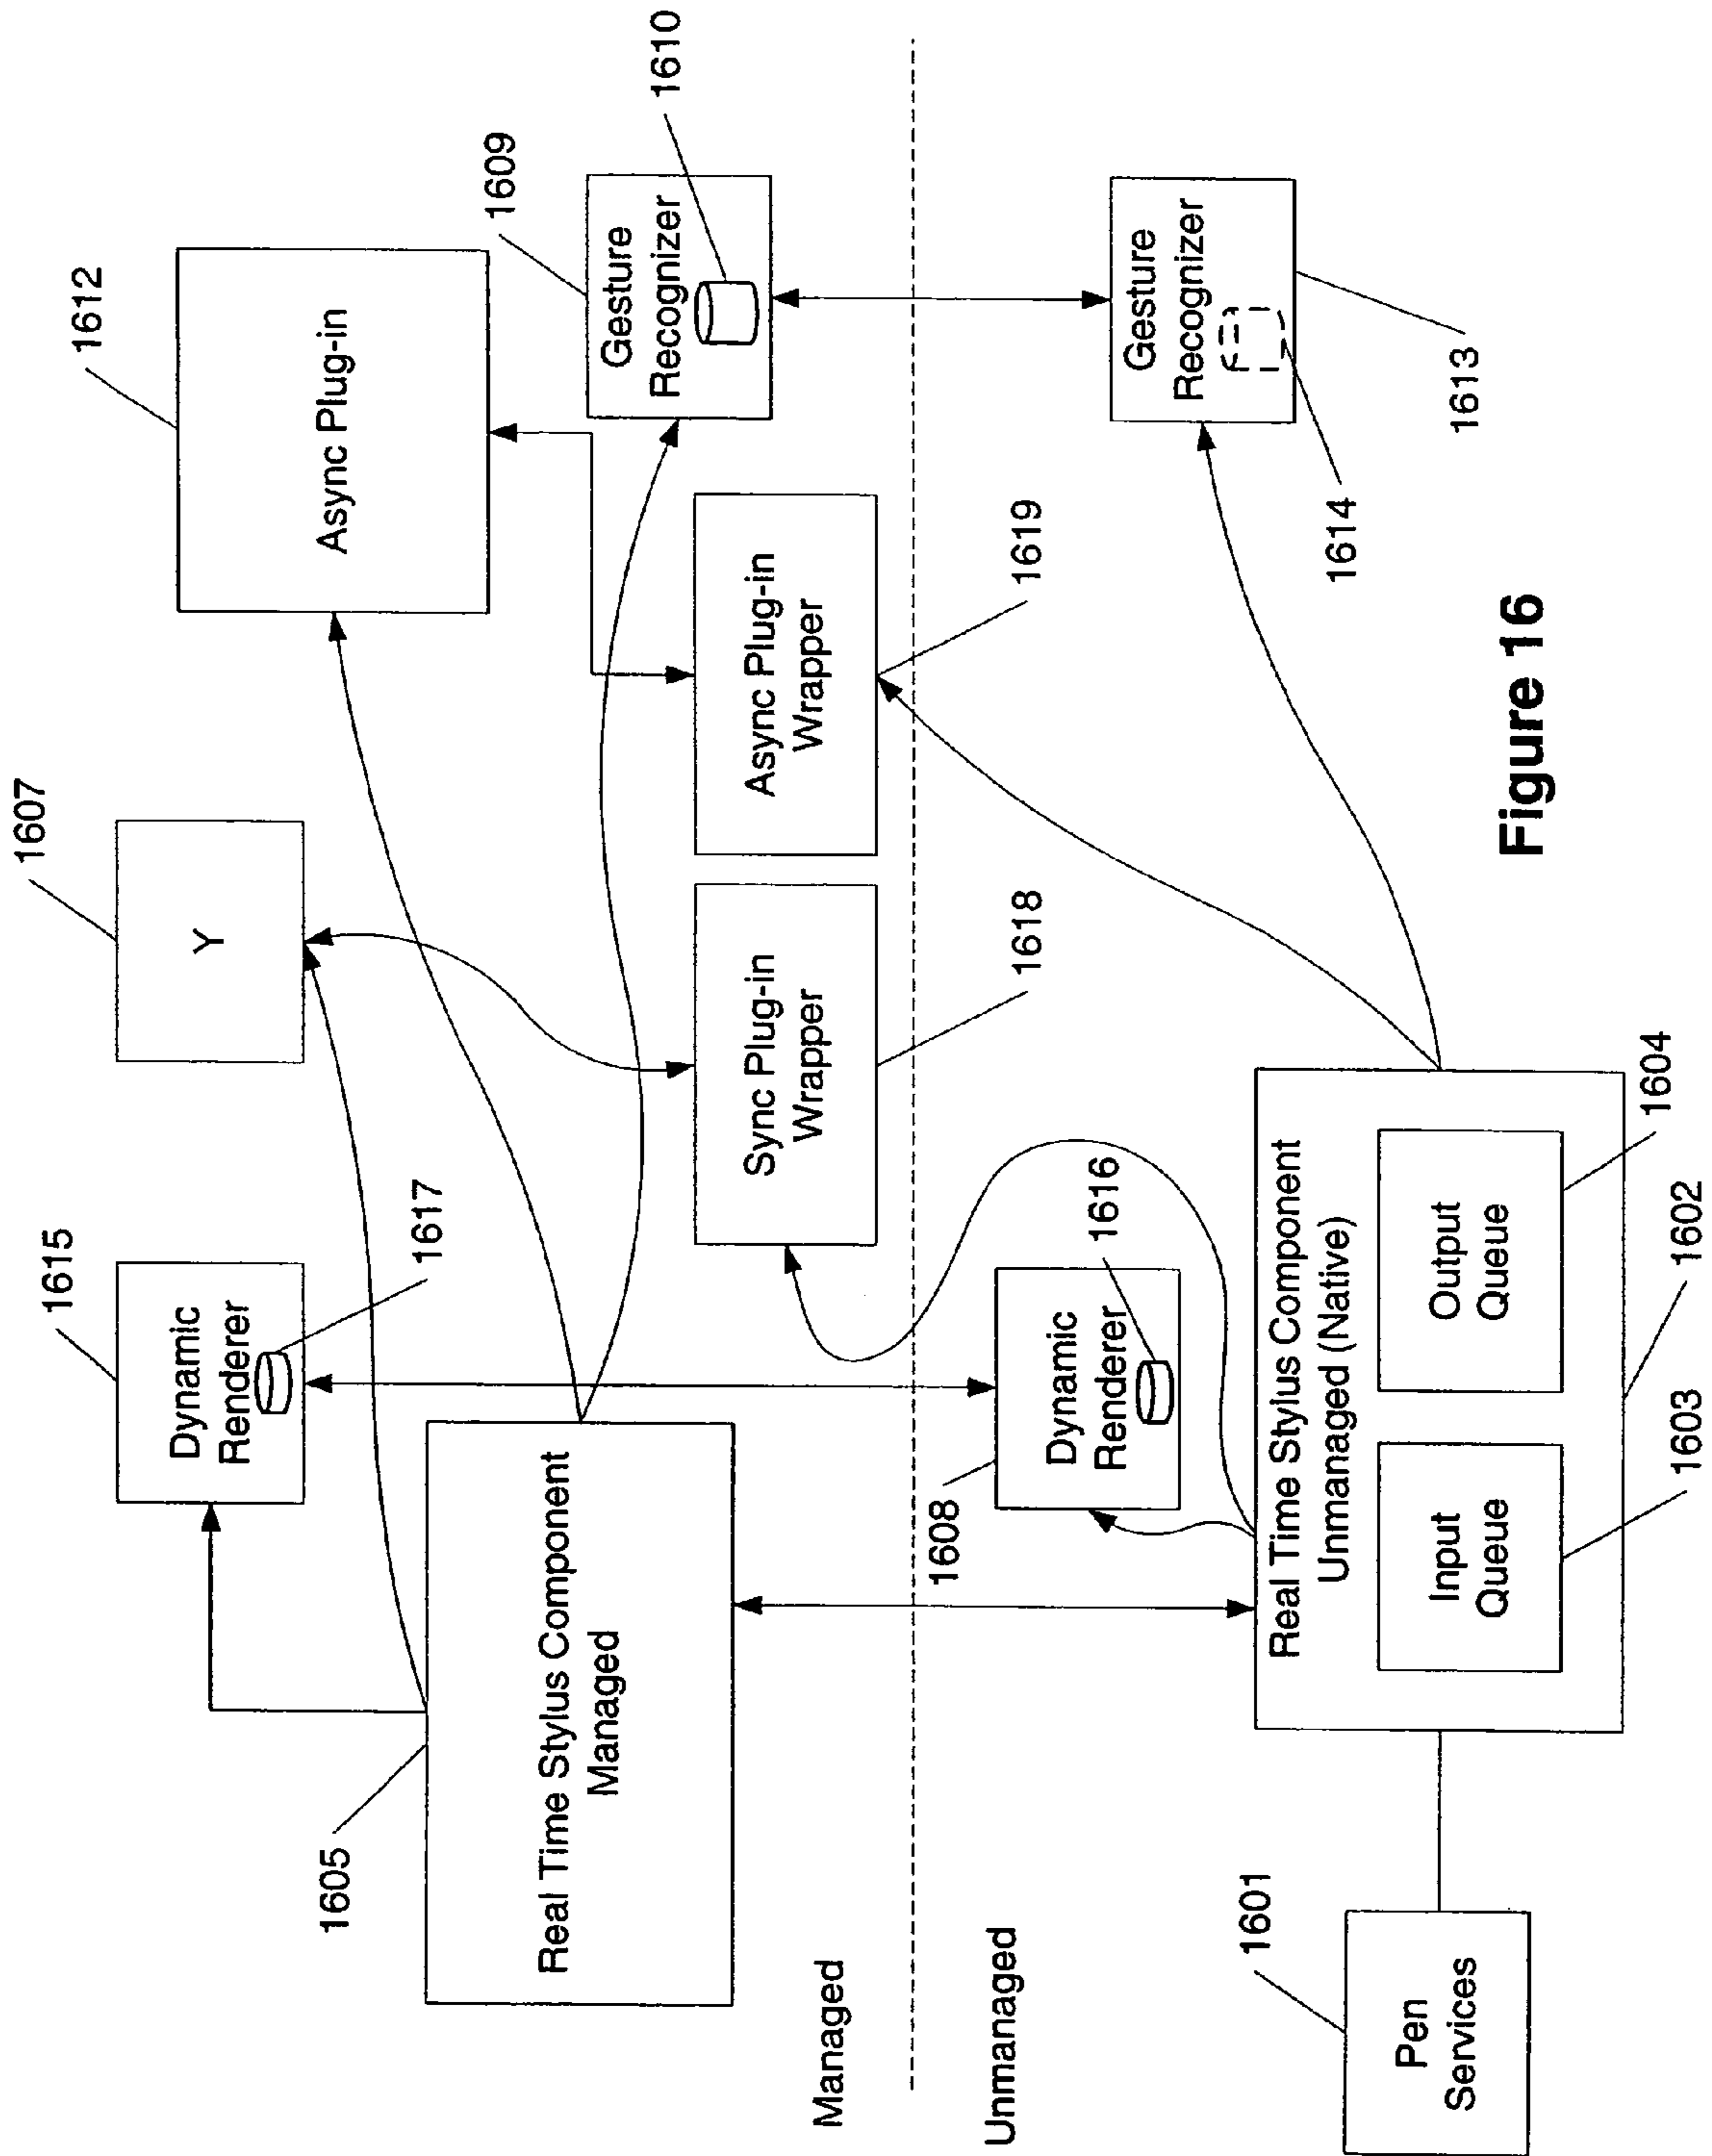 1615
1607
1612
Dynamic
Renderer
1617
Y
Async Plug-in
1609
1605
Real Time Stylus Component
Managed
Gesture
Recognizer
1610
Sync Plug-in
Wrapper
1618
Async Plug-in
Wrapper
1619
Managed
Unmanaged
1608
Dynamic
Renderer
1616
Gesture
Recognizer
1614
1613
1601
Pen
Services
Real Time Stylus Component
Unmanaged (Native)
Input
Queue
1603
Output
Queue
1604
1602
Figure 16